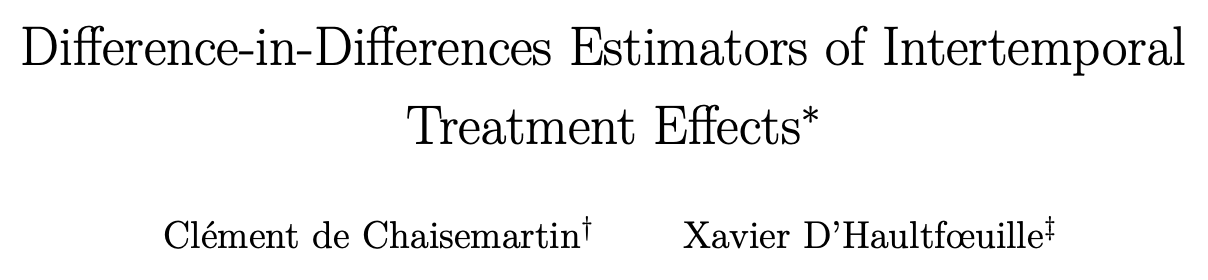 Difference-in-Differences Estimators of Intertemporal
Treatment Effects*
Clément de Chaisemartin† Xavier D'Haultfœuille‡